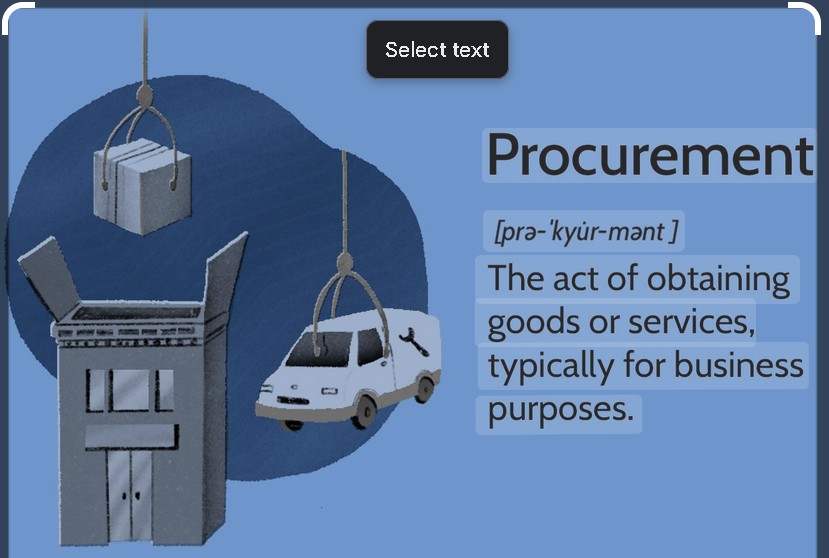 Select text
Procurement
[prə-ˈkyu̇r-mənt ]
The act of obtaining
goods or services,
typically for business
purposes.